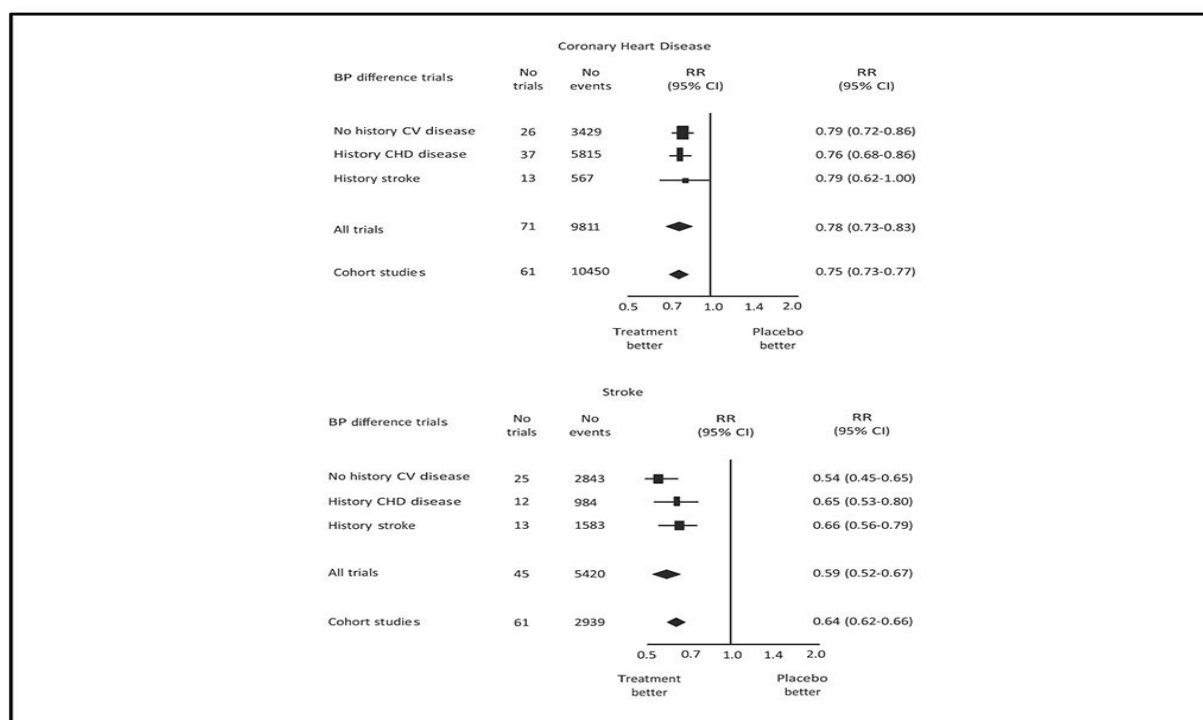 Coronary Heart Disease
BP difference trials No trials No events RR (95% CI) RR (95% CI)
No history CV disease 26 3429 0.79 (0.72-0.86)
History CHD disease 37 5815 0.76 (0.68-0.86)
History stroke 13 567 0.79 (0.62-1.00)
All trials 71 9811 0.78 (0.73-0.83)
Cohort studies 61 10450 0.75 (0.73-0.77)
0.5 0.7 1.0 1.4 2.0
Treatment better Placebo better
Stroke
BP difference trials No trials No events RR (95% CI) RR (95% CI)
No history CV disease 25 2843 0.54 (0.45-0.65)
History CHD disease 12 984 0.65 (0.53-0.80)
History stroke 13 1583 0.66 (0.56-0.79)
All trials 45 5420 0.59 (0.52-0.67)
Cohort studies 61 2939 0.64 (0.62-0.66)
0.5 0.7 1.0 1.4 2.0
Treatment better Placebo better